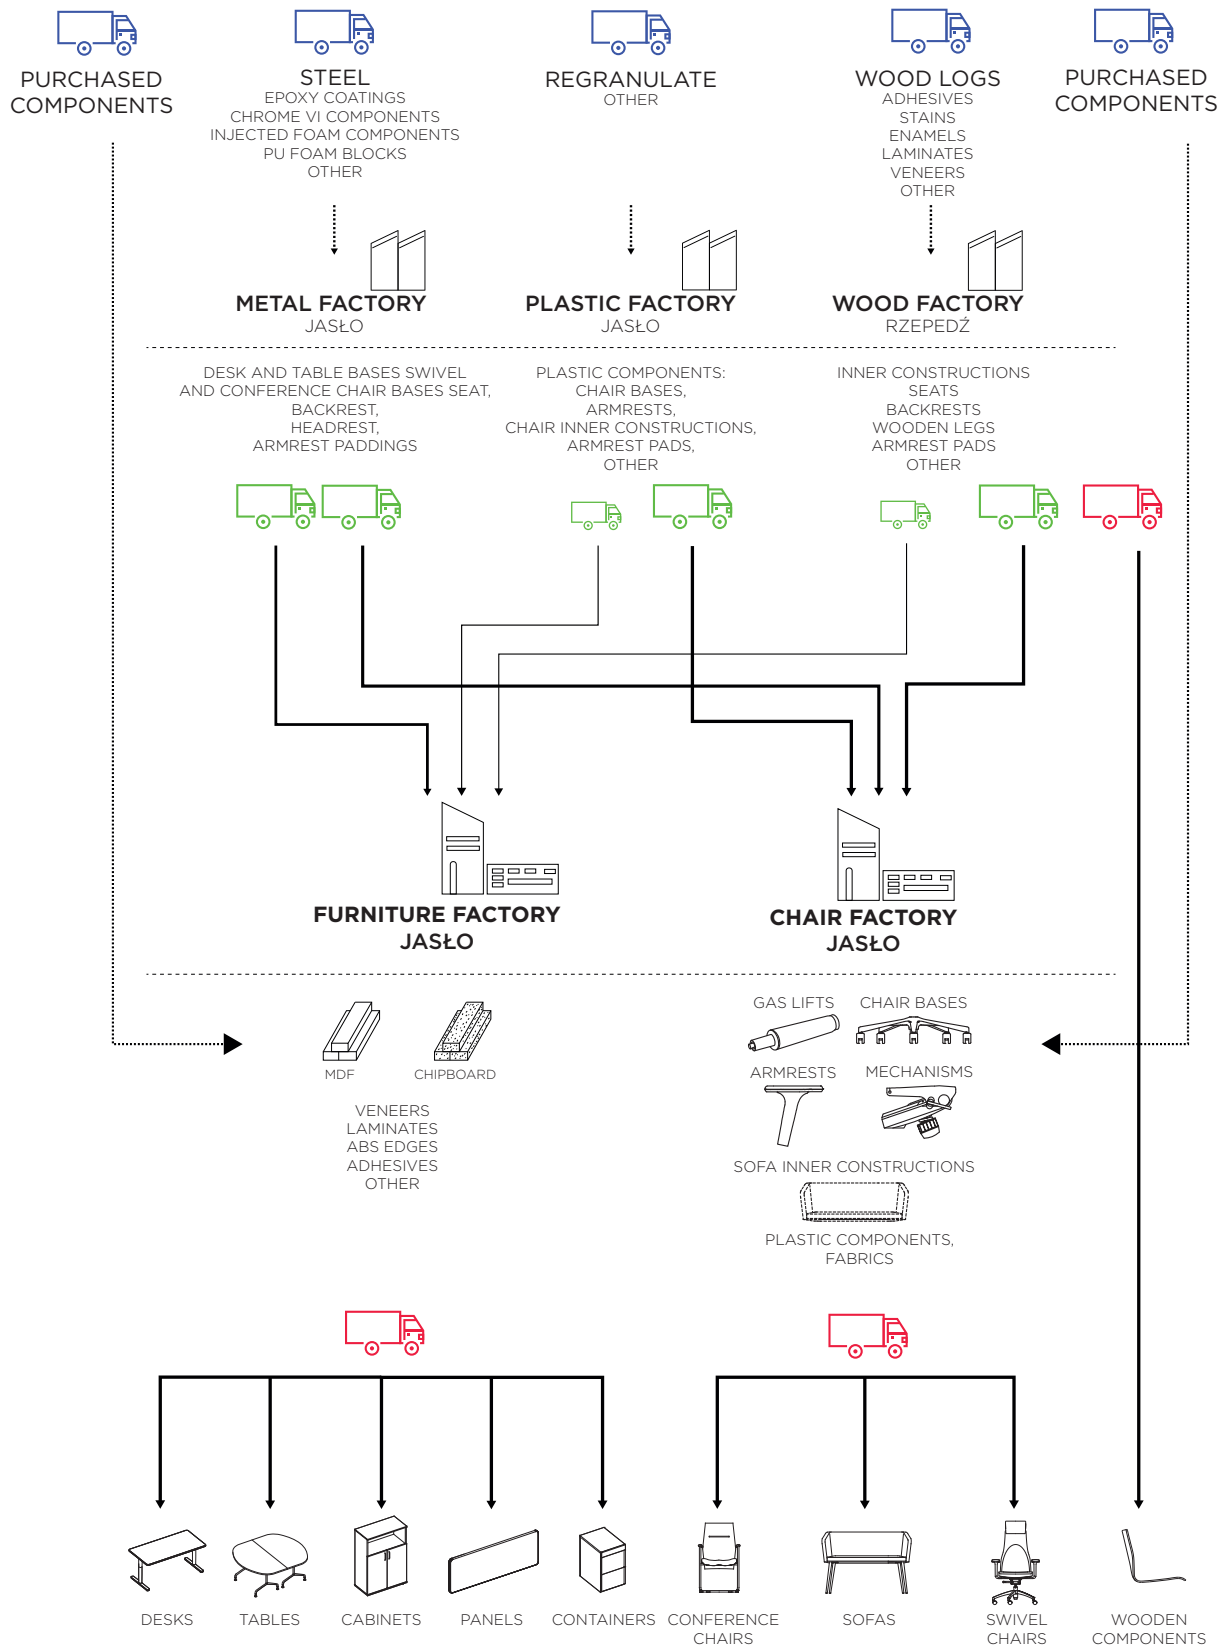 PURCHASED
COMPONENTS
STEEL
EPOXY COATINGS
CHROME VI COMPONENTS
INJECTED FOAM COMPONENTS
PU FOAM BLOCKS
OTHER
REGRANULATE
OTHER
WOOD LOGS
ADHESIVES
STAINS
ENAMELS
LAMINATES
VENEERS
OTHER
PURCHASED
COMPONENTS
METAL FACTORY
JASŁO
PLASTIC FACTORY
JASŁO
WOOD FACTORY
RZEPEDŹ
DESK AND TABLE BASES SWIVEL
AND CONFERENCE CHAIR BASES SEAT,
BACKREST,
HEADREST,
ARMREST PADDINGS
PLASTIC COMPONENTS:
CHAIR BASES,
ARMRESTS,
CHAIR INNER CONSTRUCTIONS,
ARMREST PADS,
OTHER
INNER CONSTRUCTIONS
SEATS
BACKRESTS
WOODEN LEGS
ARMREST PADS
OTHER
FURNITURE FACTORY
JASŁO
CHAIR FACTORY
JASŁO
MDF
CHIPBOARD
VENEERS
LAMINATES
ABS EDGES
ADHESIVES
OTHER
GAS LIFTS
CHAIR BASES
ARMRESTS
MECHANISMS
SOFA INNER CONSTRUCTIONS
PLASTIC COMPONENTS,
FABRICS
DESKS
TABLES
CABINETS
PANELS
CONTAINERS
CONFERENCE
CHAIRS
SOFAS
SWIVEL
CHAIRS
WOODEN
COMPONENTS